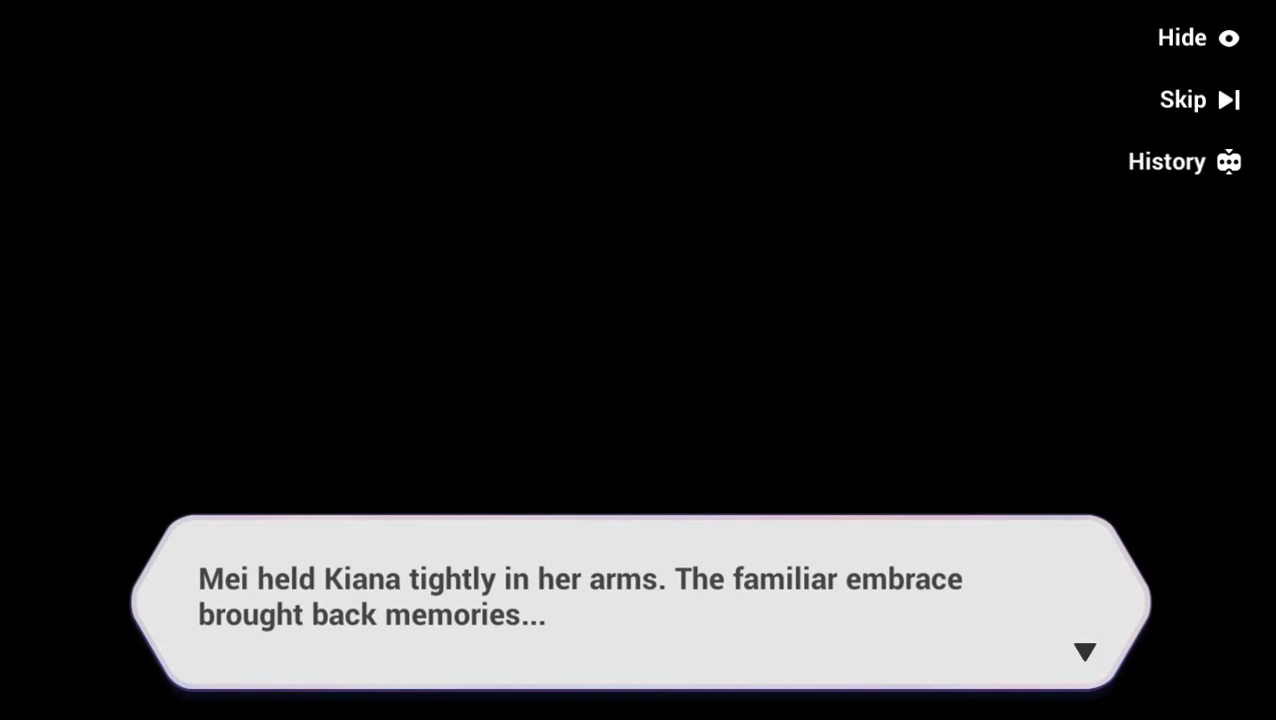 Hide
Skip
History
Mei held Kiana tightly in her arms. The familiar embrace
brought back memories...